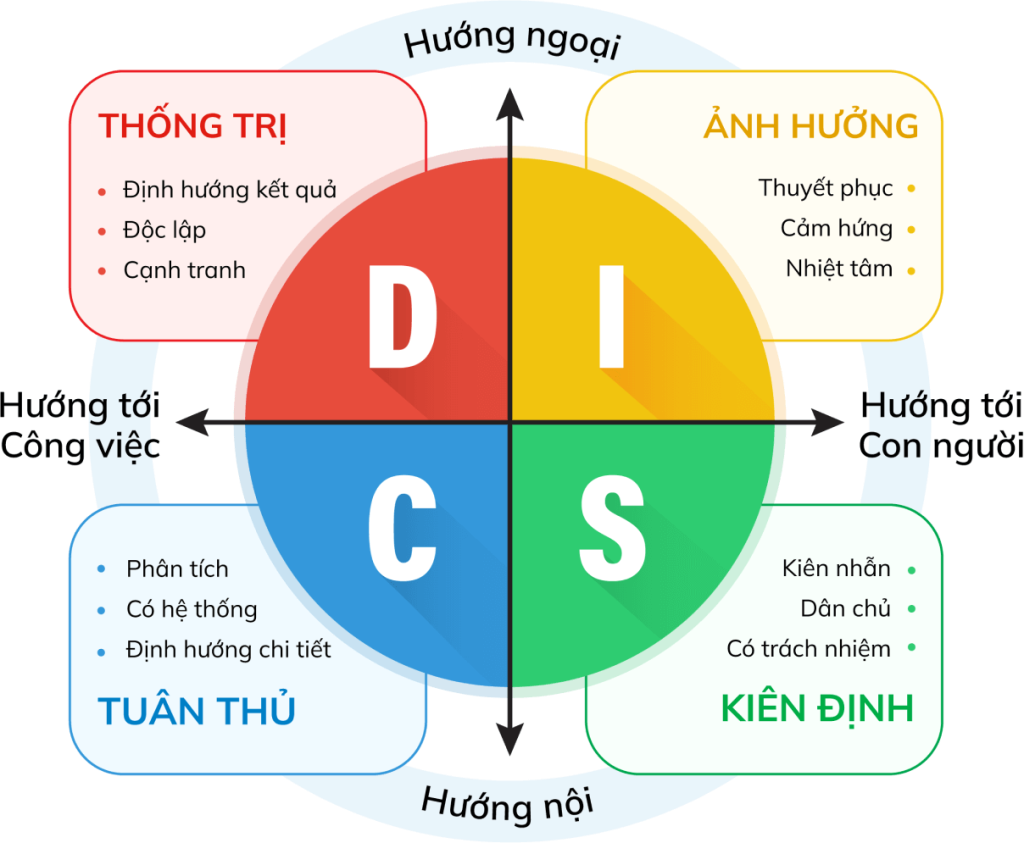 Hướng ngoại
THỐNG TRỊ
Định hướng kết quả
Độc lập
Cạnh tranh
ẢNH HƯỞNG
Thuyết phục
Cảm hứng
Nhiệt tâm
D
I
Hướng tới
Công việc
Hướng tới
Con người
C
S
Phân tích
Có hệ thống
Định hướng chi tiết
TUÂN THỦ
Kiên nhẫn
Dân chủ
Có trách nhiệm
KIÊN ĐỊNH
Hướng nội